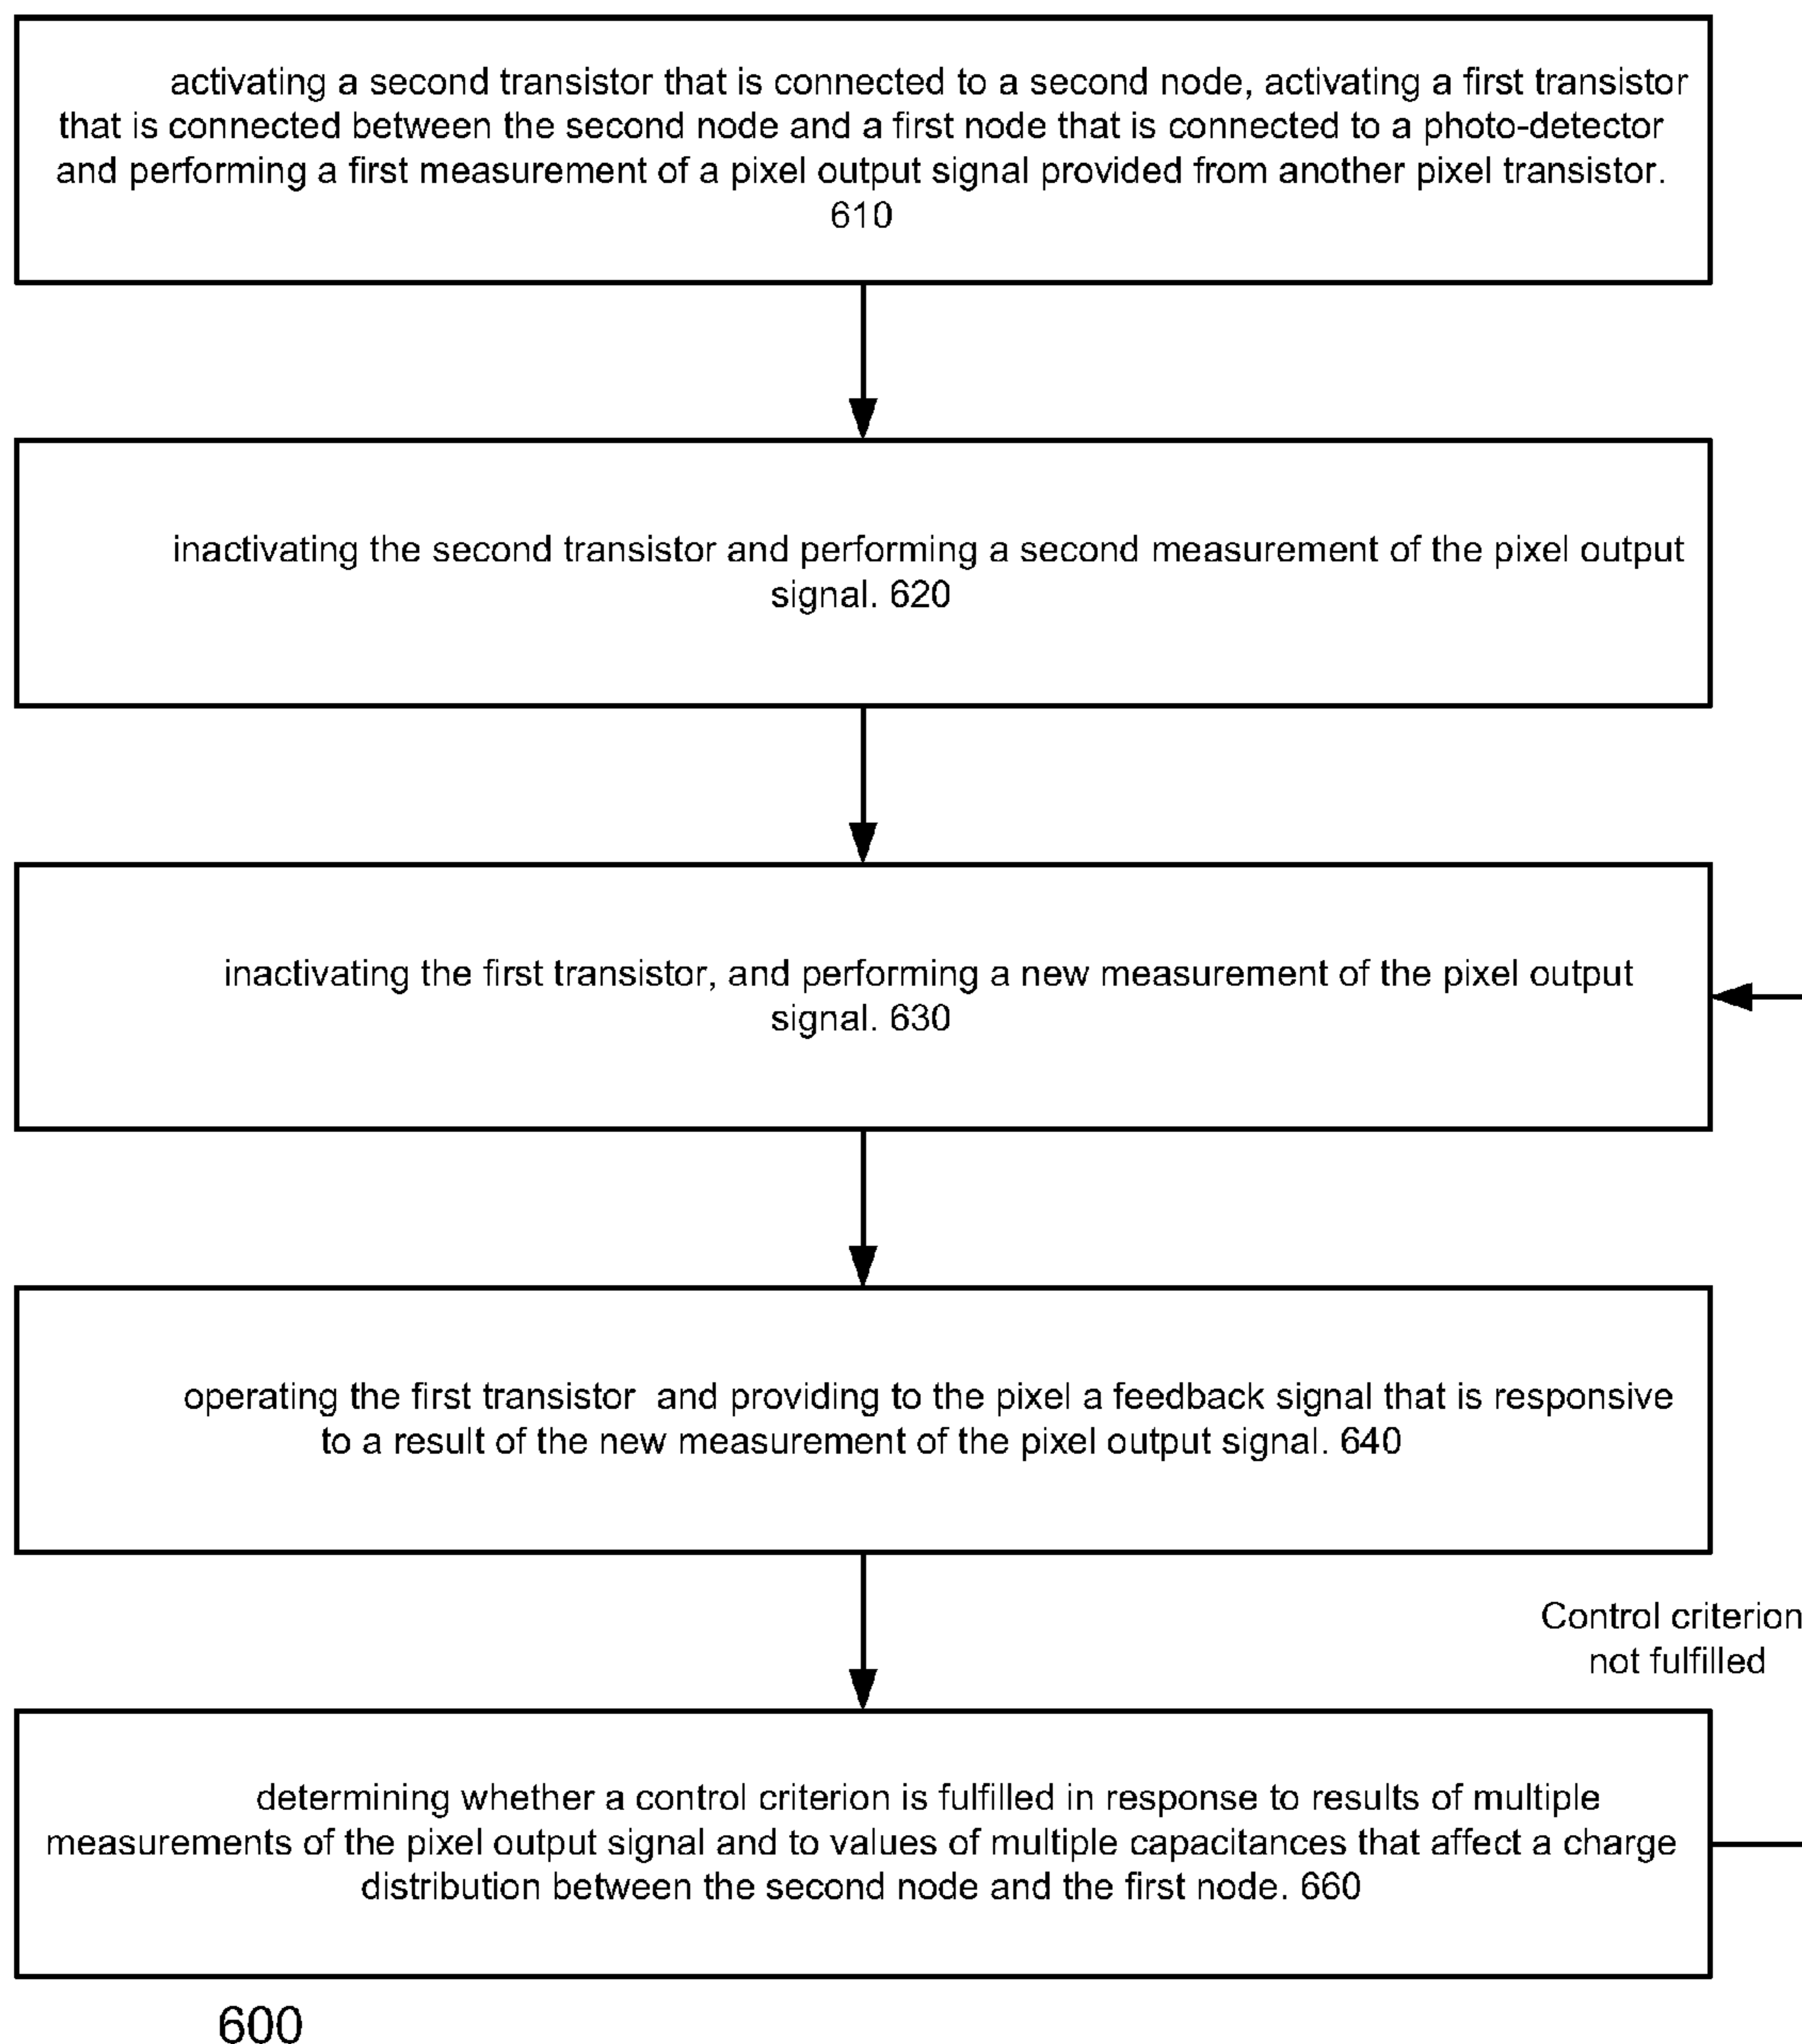 activating a second transistor that is connected to a second node, activating a first transistor
that is connected between the second node and a first node that is connected to a photo-detector
and performing a first measurement of a pixel output signal provided from another pixel transistor.
610
inactivating the second transistor and performing a second measurement of the pixel output
signal. 620
inactivating the first transistor, and performing a new measurement of the pixel output
signal. 630
operating the first transistor and providing to the pixel a feedback signal that is responsive
to a result of the new measurement of the pixel output signal. 640
Control criterion
not fulfilled
determining whether a control criterion is fulfilled in response to results of multiple
measurements of the pixel output signal and to values of multiple capacitances that affect a charge
distribution between the second node and the first node. 660
600